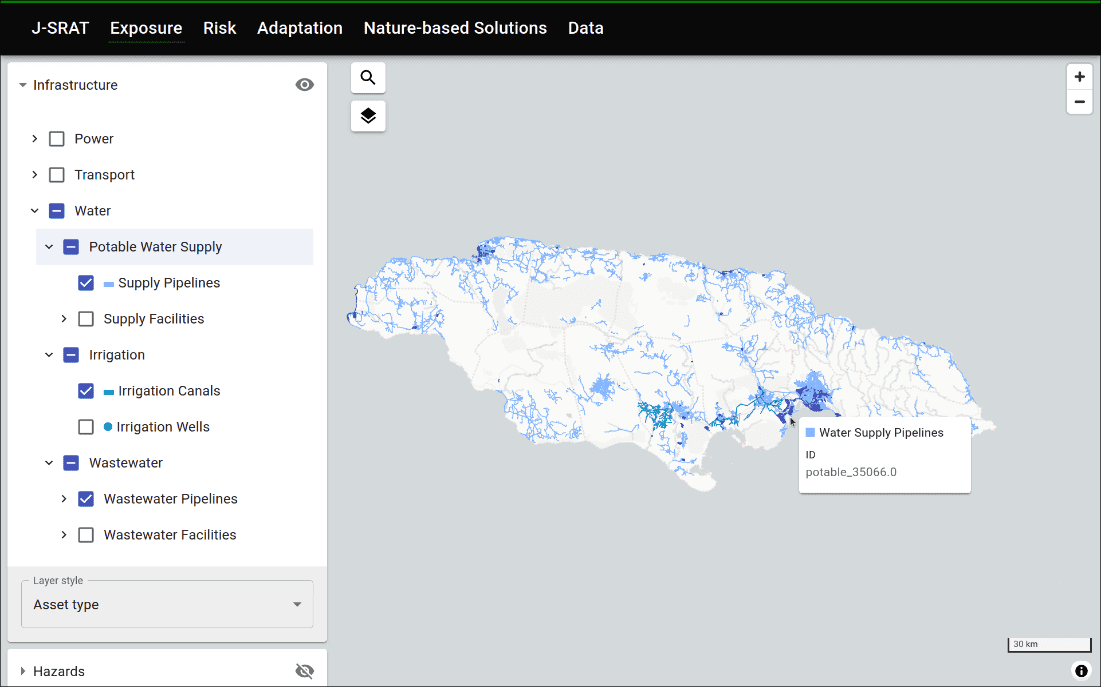 J-SRAT Exposure Risk Adaptation Nature-based Solutions Data
Infrastructure
Power
Transport
Water
Potable Water Supply
Supply Pipelines
Supply Facilities
Irrigation
Irrigation Canals
Irrigation Wells
Wastewater
Wastewater Pipelines
Wastewater Facilities
Layer style
Asset type
Hazards
Water Supply Pipelines
ID
potable_35066.0
30 km